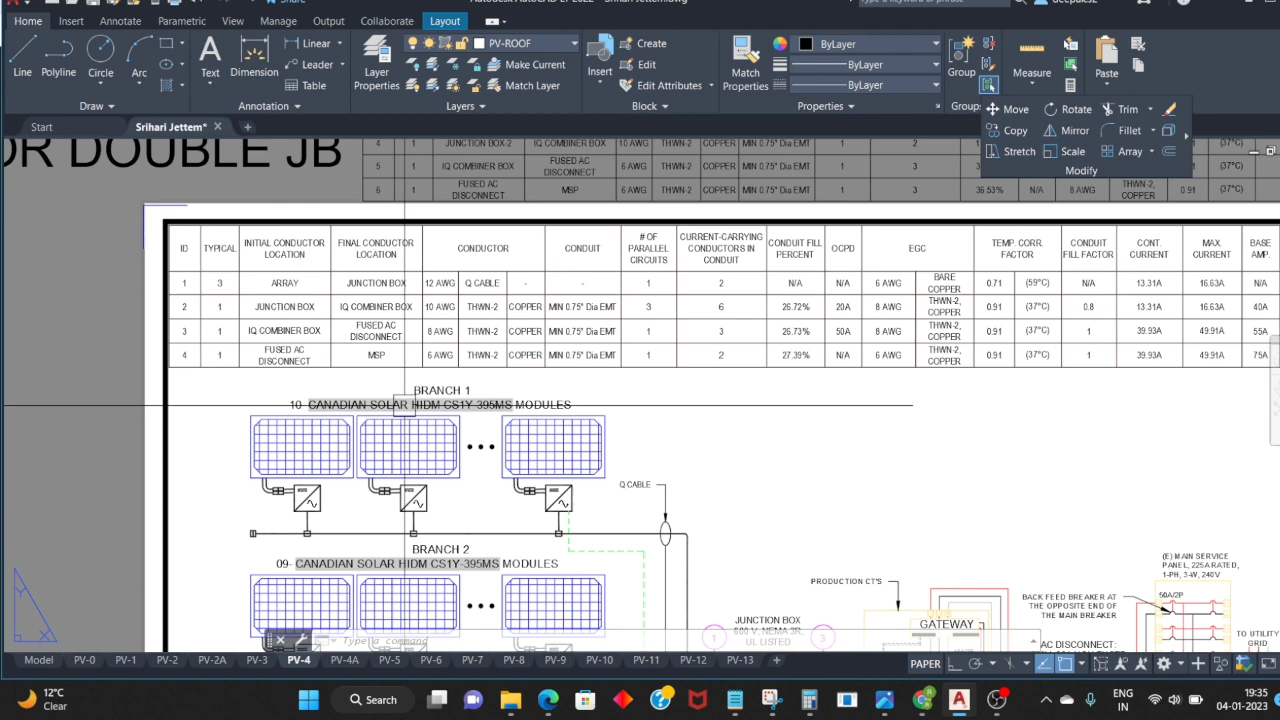 Share
Autodesk AutoCAD LT 2022 Srihari Jettem.dwg
Type a keyword or phrase
Home Insert Annotate Parametric View Manage Output Collaborate Layout
Line Polyline Circle Arc
Draw
Text Dimension
Linear
Leader
Table
Annotation
Layer Properties
PV-ROOF
Make Current
Match Layer
Layers
Insert
Create
Edit
Edit Attributes
Block
Match Properties
ByLayer
ByLayer
ByLayer
Properties
Group
Groups
Measure
Paste
Move Rotate Trim
Copy Mirror Fillet
Stretch Scale Array
Modify
Start Srihari Jettem*
OR DOUBLE JB
4 1 JUNCTION BOX-2 IQ COMBINER BOX 10 AWG THWN-2 COPPER MIN 0.75" Dia EMT 1 2 (37°C)
5 1 IQ COMBINER BOX FUSED AC DISCONNECT 6 AWG THWN-2 COPPER MIN 0.75" Dia EMT 1 3 (37°C)
6 1 FUSED AC DISCONNECT MSP 6 AWG THWN-2 COPPER MIN 0.75" Dia EMT 1 3 36.53% N/A 8 AWG THWN-2, COPPER 0.91 (37°C)
ID TYPICAL INITIAL CONDUCTOR LOCATION FINAL CONDUCTOR LOCATION CONDUCTOR CONDUIT # OF PARALLEL CIRCUITS CURRENT-CARRYING CONDUCTORS IN CONDUIT CONDUIT FILL PERCENT OCPD EGC TEMP. CORR. FACTOR CONDUIT FILL FACTOR CONT. CURRENT MAX. CURRENT BASE AMP.
1 3 ARRAY JUNCTION BOX 12 AWG Q CABLE - - 1 2 N/A N/A 6 AWG BARE COPPER 0.71 (59°C) N/A 13.31A 16.63A N/A
2 1 JUNCTION BOX IQ COMBINER BOX 10 AWG THWN-2 COPPER MIN 0.75" Dia EMT 3 6 26.72% 20A 8 AWG THWN-2, COPPER 0.91 (37°C) 0.8 13.31A 16.63A 40A
3 1 IQ COMBINER BOX FUSED AC DISCONNECT 8 AWG THWN-2 COPPER MIN 0.75" Dia EMT 1 3 26.73% 50A 8 AWG THWN-2, COPPER 0.91 (37°C) 1 39.93A 49.91A 55A
4 1 FUSED AC DISCONNECT MSP 6 AWG THWN-2 COPPER MIN 0.75" Dia EMT 1 2 27.39% N/A 6 AWG THWN-2, COPPER 0.91 (37°C) 1 39.93A 49.91A 75A
BRANCH 1
10- CANADIAN SOLAR HIDM CS1Y-395MS MODULES
Q CABLE
BRANCH 2
09- CANADIAN SOLAR HIDM CS1Y-395MS MODULES
PRODUCTION CT'S
JUNCTION BOX
600 V, NEMA 3R,
UL LISTED
1
3
GATEWAY
BACK FEED BREAKER AT
THE OPPOSITE END OF
THE MAIN BREAKER
AC DISCONNECT:
(E) MAIN SERVICE
PANEL, 225A RATED,
1-PH, 3-W, 240V
50A/2P
TO UTILITY
GRID
Type a command
Model PV-0 PV-1 PV-2 PV-2A PV-3 PV-4 PV-4A PV-5 PV-6 PV-7 PV-8 PV-9 PV-10 PV-11 PV-12 PV-13 PAPER
12°C
Clear
Search
ENG
IN
19:35
04-01-2023